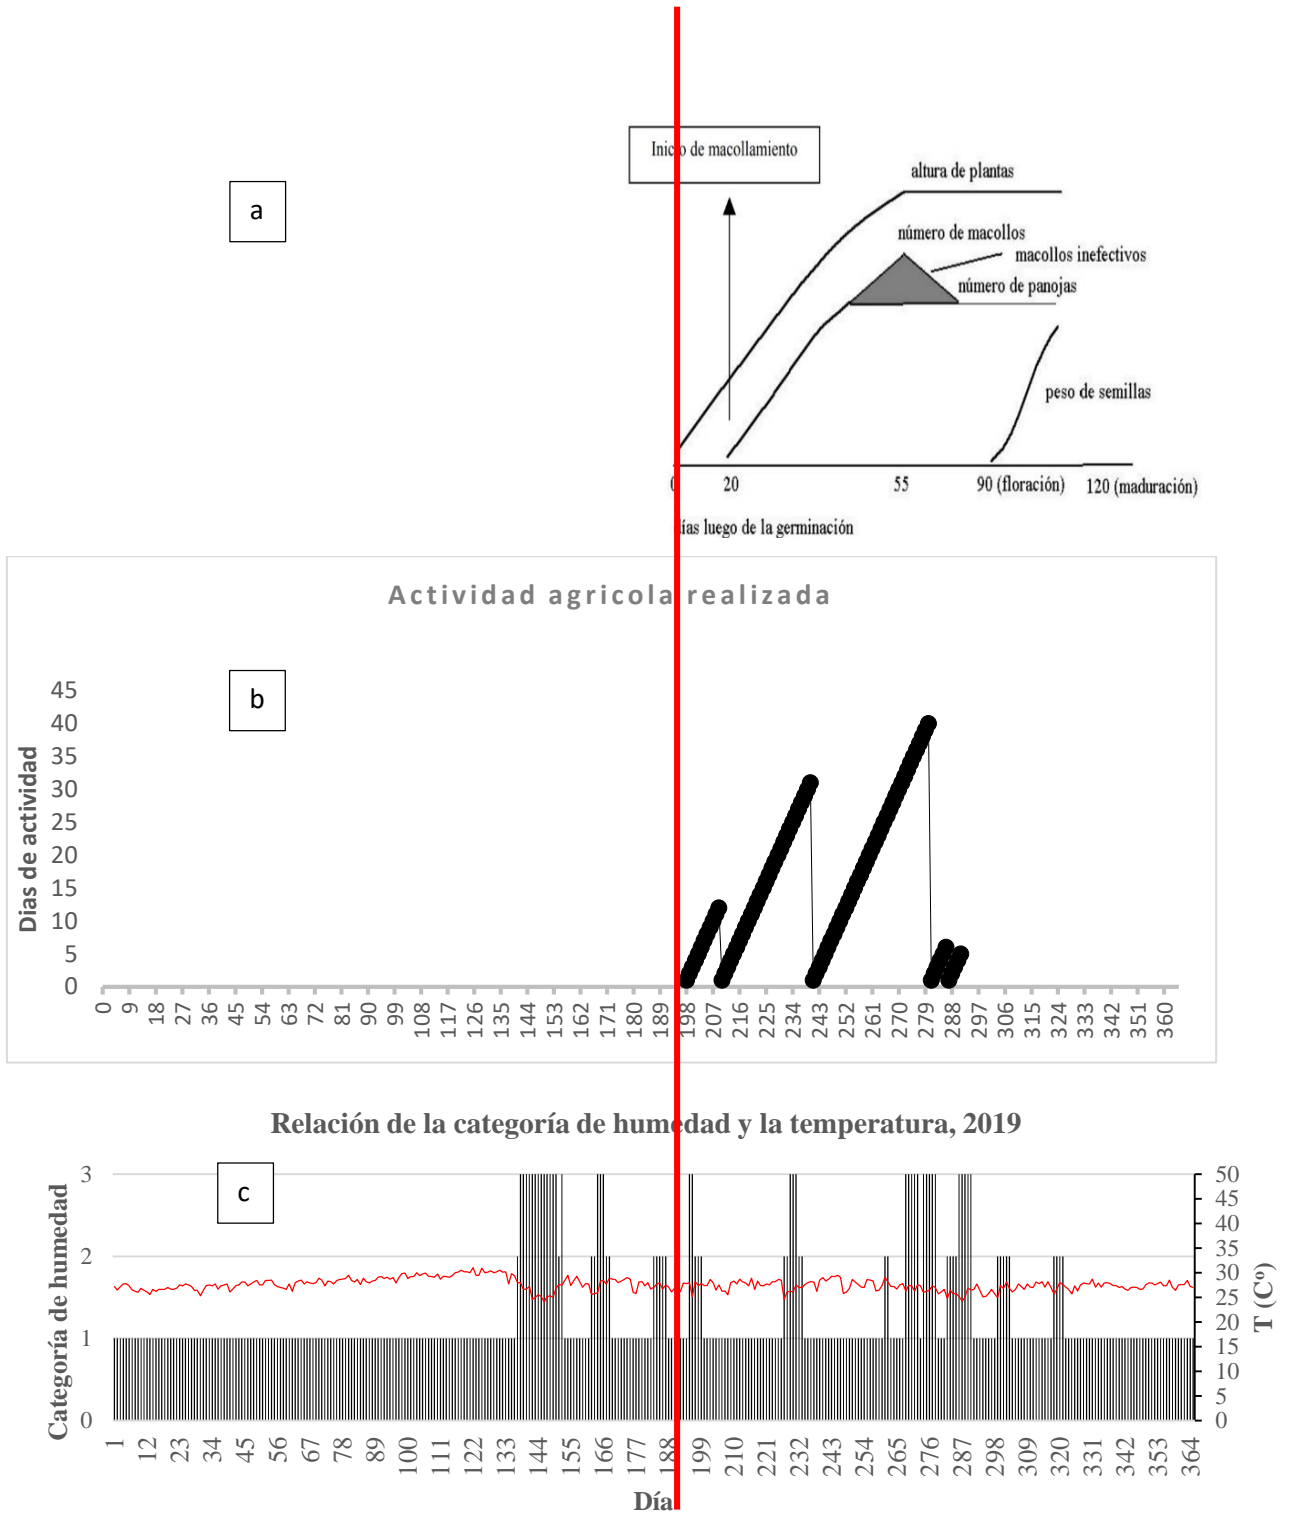 Inicio de macollamiento
altura de plantas
a
número de macollos
macollos inefectivos
número de panojas
peso de semillas
0 20 55 90 (floración) 120 (maduración)
días luego de la germinación
Actividad agricola realizada
b
Dias de actividad
45
40
35
30
25
20
15
10
5
0
0 9 18 27 36 45 54 63 72 81 90 99 108 117 126 135 144 153 162 171 180 189 198 207 216 225 234 243 252 261 270 279 288 297 306 315 324 333 342 351 360
Relación de la categoría de humedad y la temperatura, 2019
c
Categoría de humedad
3
2
1
0
50
45
40
35
30
25
20
15
10
5
0
T (Cº)
1 12 23 34 45 56 67 78 89 100 111 122 133 144 155 166 177 188 199 210 221 232 243 254 265 276 287 298 309 320 331 342 353 364
Día